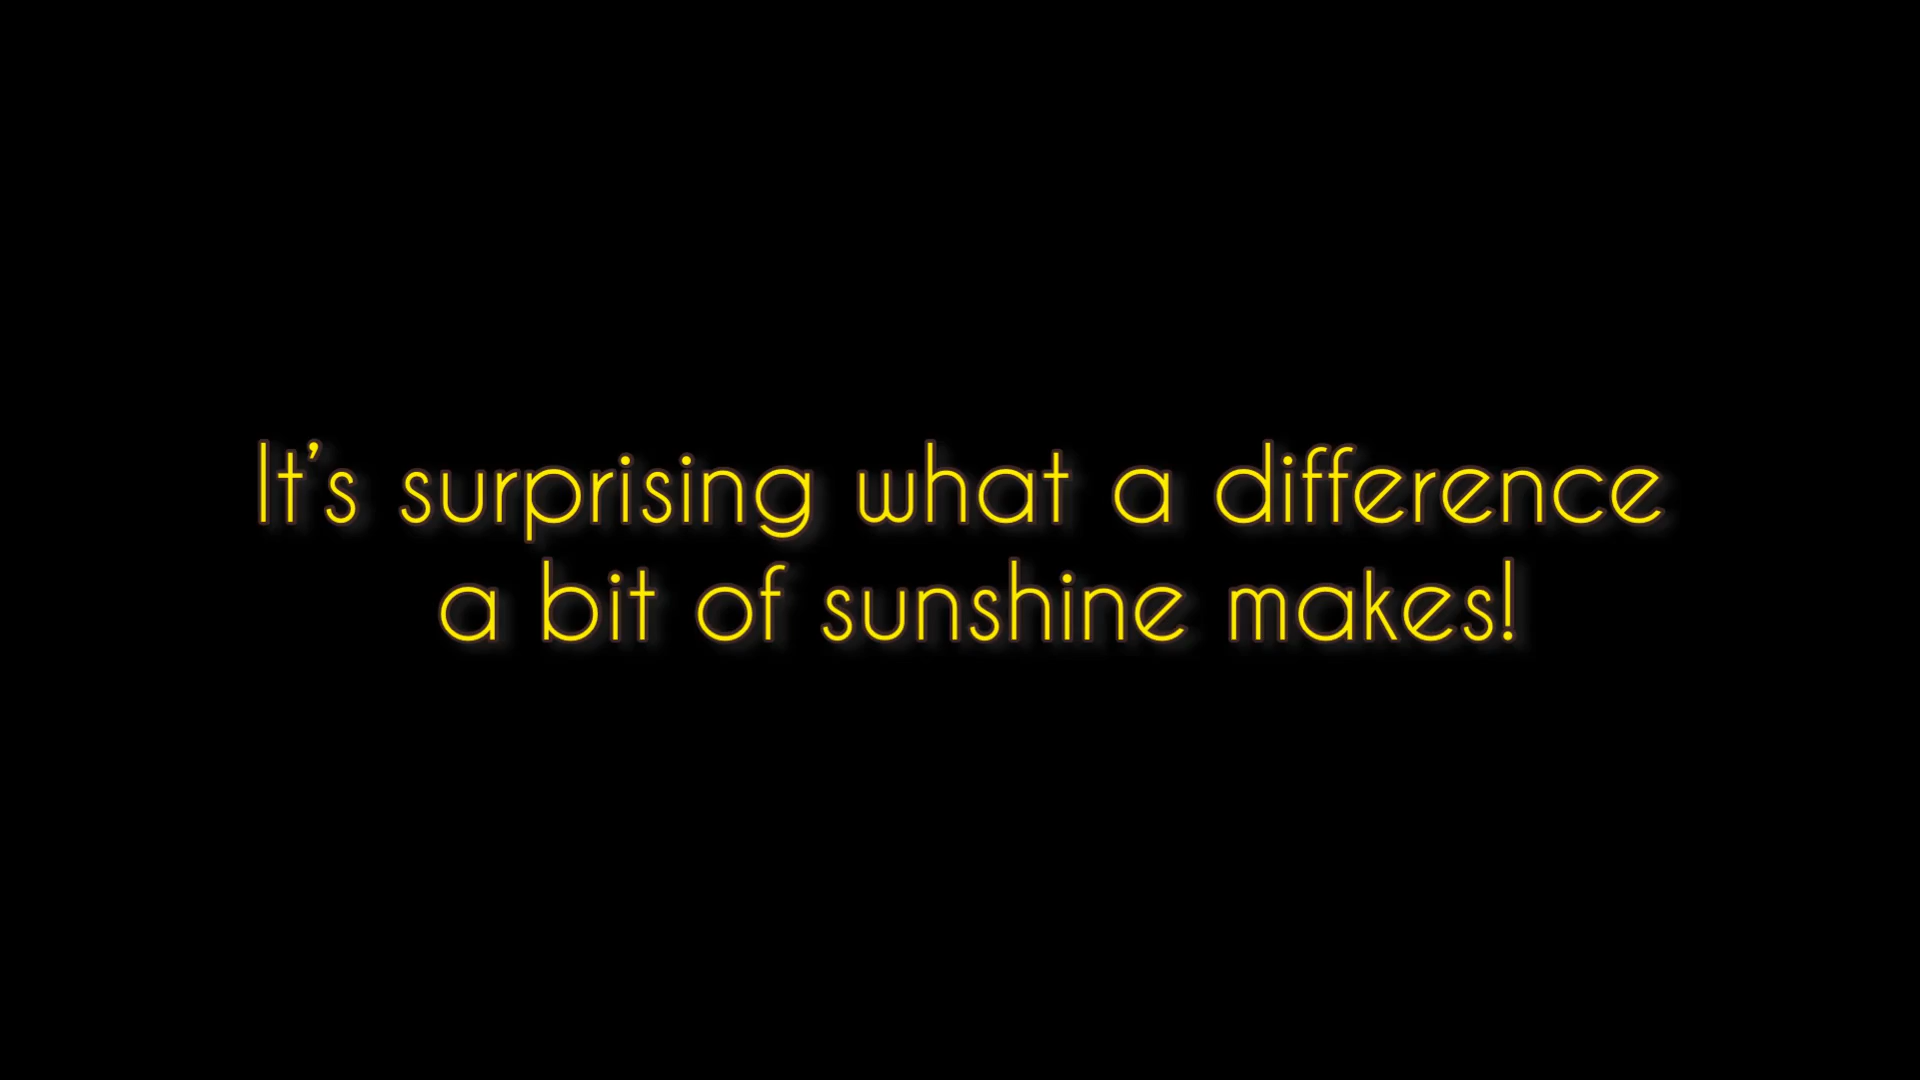 It’s surprising what a difference
a bit of sunshine makes!